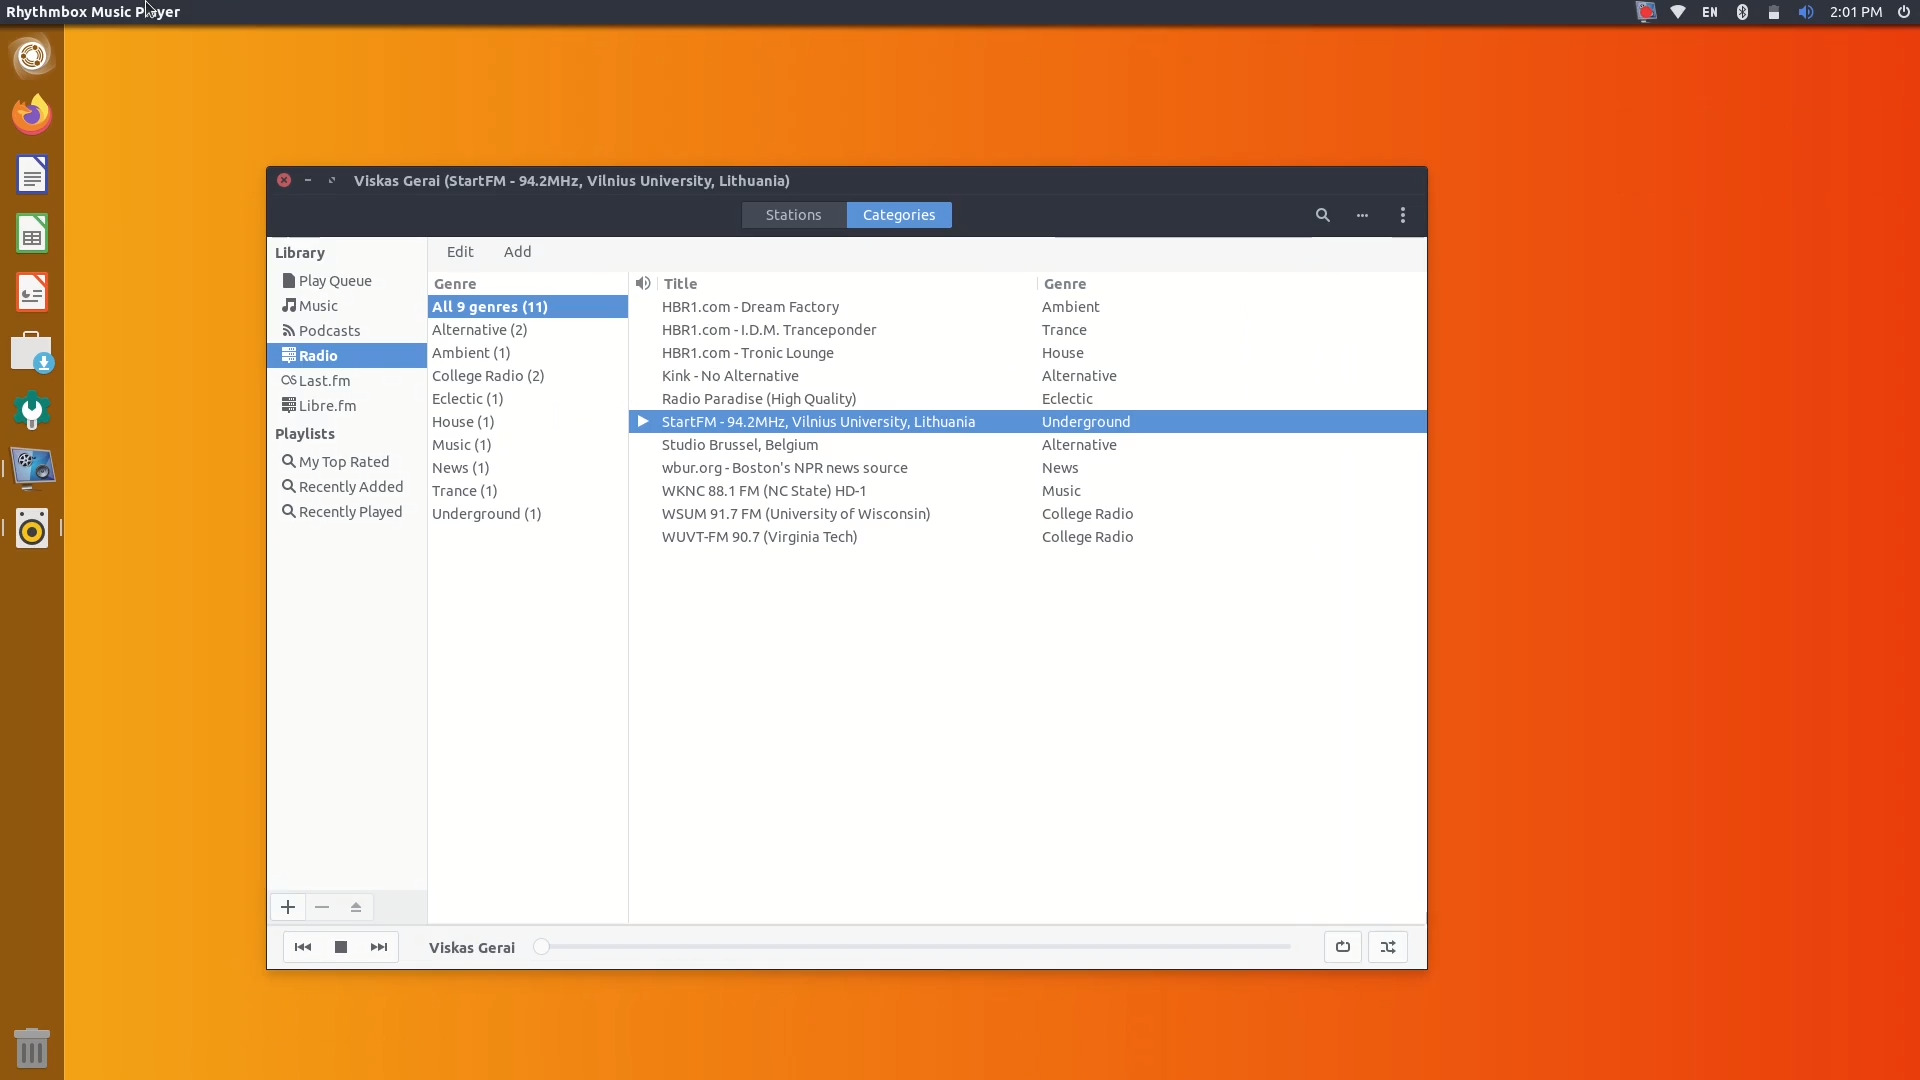 Rhythmbox Music Player
EN
2:01 PM
Viskas Gerai (StartFM - 94.2MHz, Vilnius University, Lithuania)
Stations Categories
Library
Play Queue
Music
Podcasts
Radio
Last.fm
Libre.fm
Playlists
My Top Rated
Recently Added
Recently Played
Edit Add
Genre
All 9 genres (11)
Alternative (2)
Ambient (1)
College Radio (2)
Eclectic (1)
House (1)
Music (1)
News (1)
Trance (1)
Underground (1)
Title Genre
HBR1.com - Dream Factory Ambient
HBR1.com - I.D.M. Tranceponder Trance
HBR1.com - Tronic Lounge House
Kink - No Alternative Alternative
Radio Paradise (High Quality) Eclectic
StartFM - 94.2MHz, Vilnius University, Lithuania Underground
Studio Brussel, Belgium Alternative
wbur.org - Boston's NPR news source News
WKNC 88.1 FM (NC State) HD-1 Music
WSUM 91.7 FM (University of Wisconsin) College Radio
WUVT-FM 90.7 (Virginia Tech) College Radio
Viskas Gerai